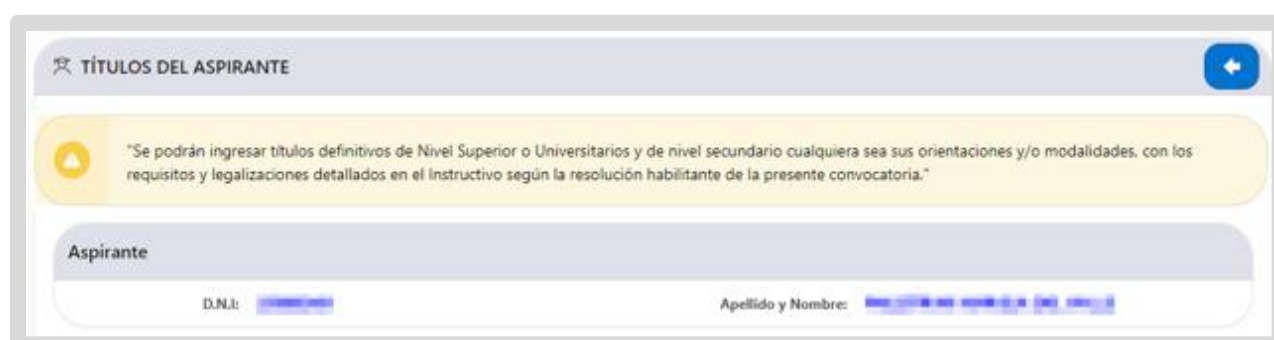 TÍTULOS DEL ASPIRANTE
"Se podrán ingresar títulos definitivos de Nivel Superior o Universitarios y de nivel secundario cualquiera sea sus orientaciones y/o modalidades, con los
requisitos y legalizaciones detallados en el Instructivo según la resolución habilitante de la presente convocatoria."
Aspirante
D.N.I: Apellido y Nombre: